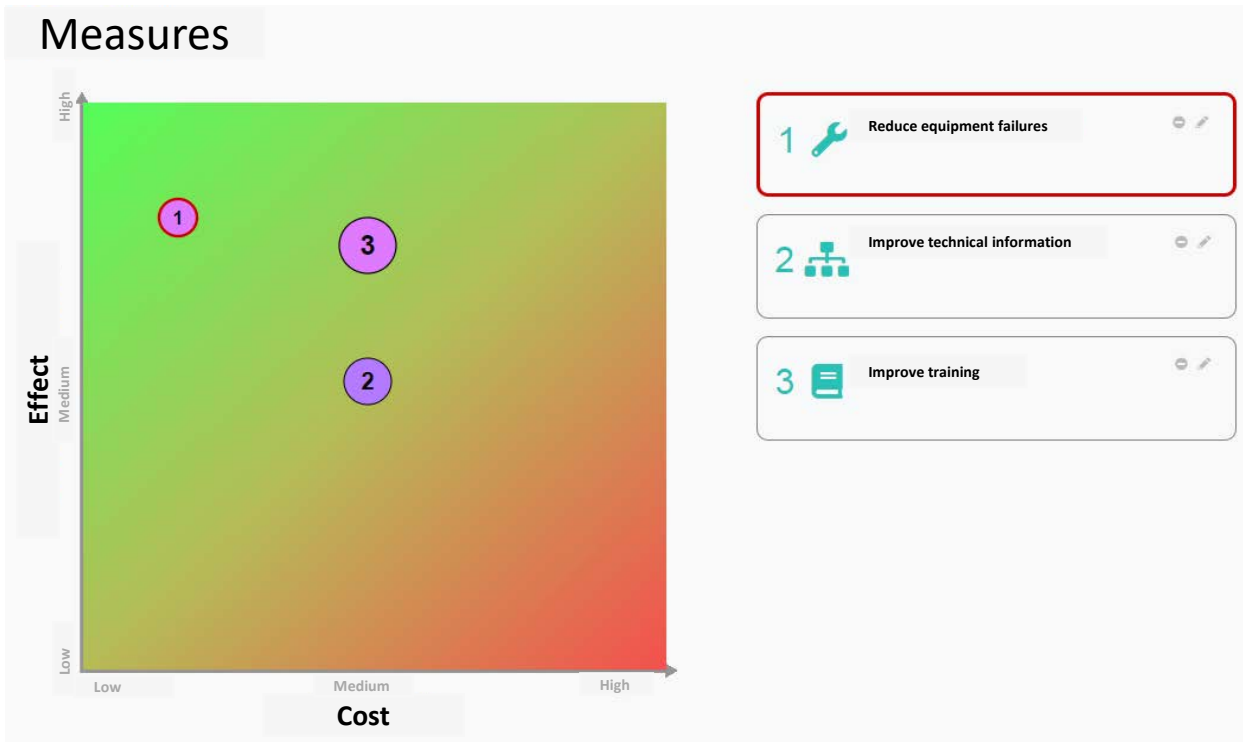 Measures
High
Medium
Low
Effect
1
3
2
Low
Medium
High
Cost
1
Reduce equipment failures
2
Improve technical information
3
Improve training